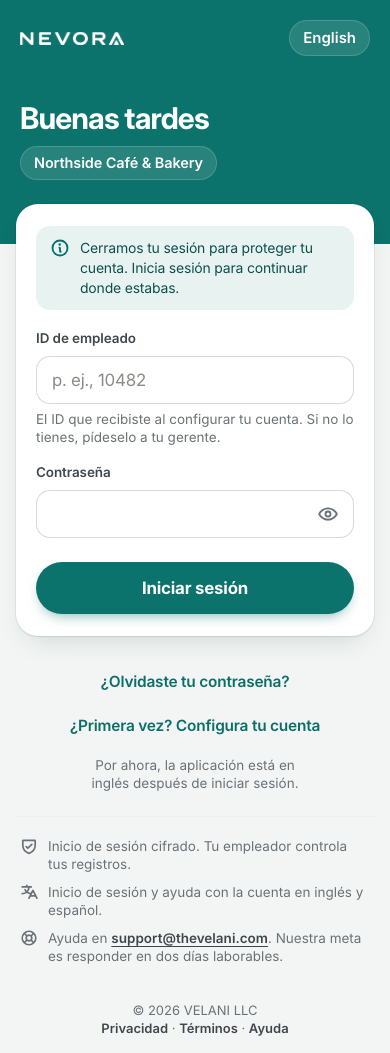 NEVORA
English
Buenas tardes
Northside Café & Bakery
Cerramos tu sesión para proteger tu
cuenta. Inicia sesión para continuar
donde estabas.
ID de empleado
p. ej., 10482
El ID que recibiste al configurar tu cuenta. Si no lo
tienes, pídeselo a tu gerente.
Contraseña
Iniciar sesión
¿Olvidaste tu contraseña?
¿Primera vez? Configura tu cuenta
Por ahora, la aplicación está en
inglés después de iniciar sesión.
Inicio de sesión cifrado. Tu empleador controla
tus registros.
Inicio de sesión y ayuda con la cuenta en inglés y
español.
Ayuda en support@thevelani.com. Nuestra meta
es responder en dos días laborables.
© 2026 VELANI LLC
Privacidad · Términos · Ayuda